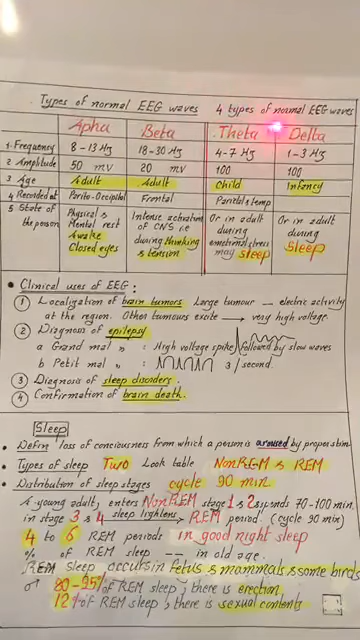 Types of normal EEG waves 4 types of normal EEG waves
Apha Beta Theta Delta
1. Frequency 8-13 Hz 18-30 Hz 4-7 Hz 1-3 Hz
2 Amplitude 50 mv 20 mv 100 100
3 Age Adult Adult Child Infancy
4 Recorded at Parito-Occipital Frontal Parital & temp
5 State of the person
Physical & Mental rest Awake Closed eyes
Intense activation of CNS i.e during thinking & tension
Or in adult during emotional stress may sleep
Or in adult during Sleep
• Clinical uses of EEG:
① Localigation of brain tumors Large tumour — electric activity
at the region. Other tumours excite → very high voltage.
② Diagnosis of epilepsy
a Grand mal " : High voltage spike followed by slow waves
b Petit mal " : 3 / second.
③ Diagnosis of sleep disorders.
④ Confirmation of brain death.
Sleep
• Defin loss of conciousness from which a person is aroused by proper stim
• Types of sleep Two Look table NonREM & REM
• Distribution of sleep stages cycle 90 min
A young adult, enters NonREM stage 1 & 2 spends 70-100 min.
in stage 3 & 4 sleep lightens → REM period. (cycle 90 min)
4 to 6 REM periods in good night sleep
% of REM sleep -- in old age.
REM sleep occurs in fetus & mammals & some birds
20-25% of REM sleep, there is erection
12% of REM sleep, there is sexual contents